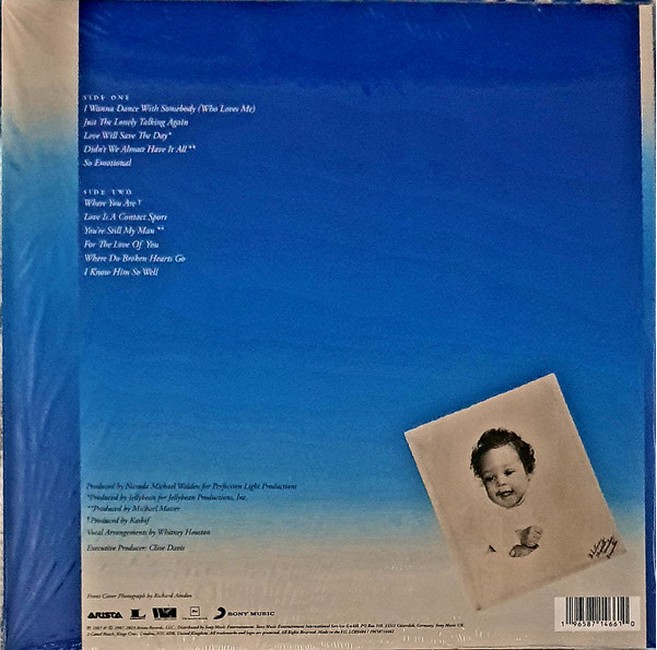 SIDE ONE
I Wanna Dance With Somebody (Who Loves Me)
Just The Lonely Talking Again
Love Will Save The Day*
Didn't We Almost Have It All**
So Emotional
SIDE TWO
Where You Are†
Love Is A Contact Sport
You're Still My Man **
For The Love Of You
Where Do Broken Hearts Go
I Know Him So Well
Produced by Narada Michael Walden for Perfection Light Productions
*Produced by Jellybean for Jellybean Productions, Inc.
**Produced by Michael Masser
†Produced by Kashif
Vocal Arrangements by Whitney Houston
Executive Producer: Clive Davis
Front Cover Photograph by Richard Avedon
ARISTA SONY MUSIC
1 96587 14661 0